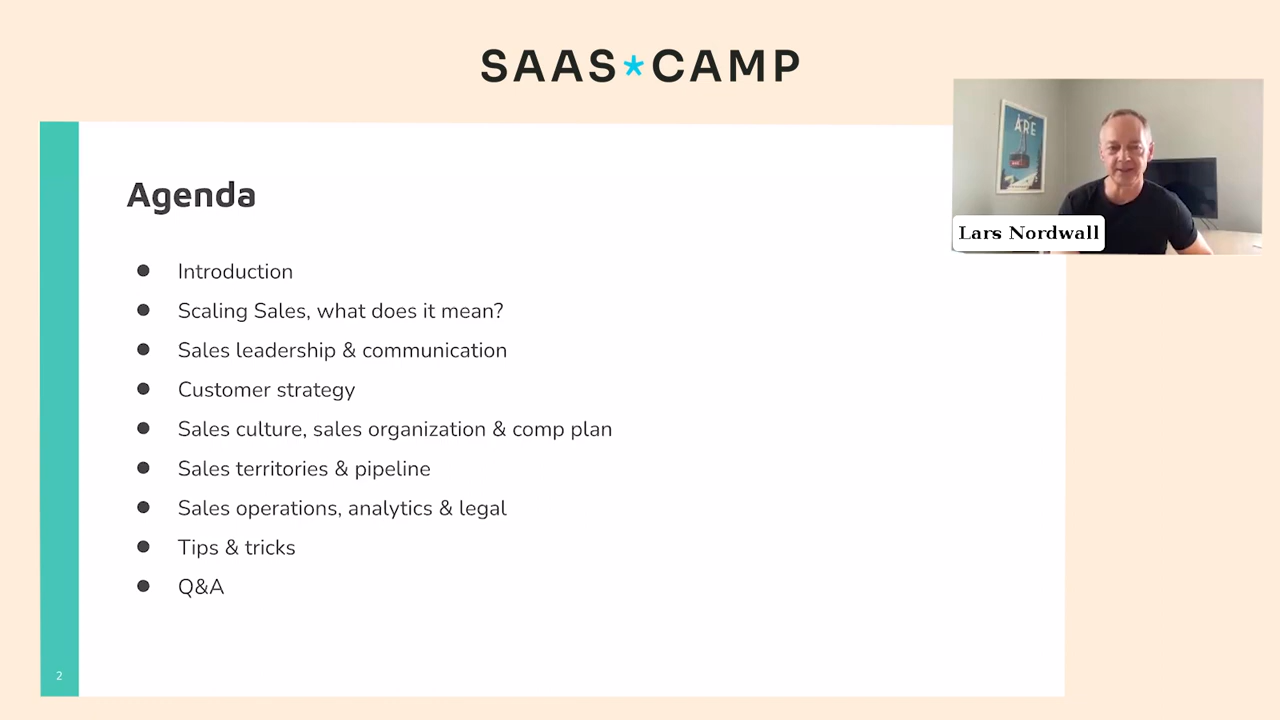 SAAS*CAMP
Agenda
Introduction
Scaling Sales, what does it mean?
Sales leadership & communication
Customer strategy
Sales culture, sales organization & comp plan
Sales territories & pipeline
Sales operations, analytics & legal
Tips & tricks
Q&A
2
ÅRE
Lars Nordwall